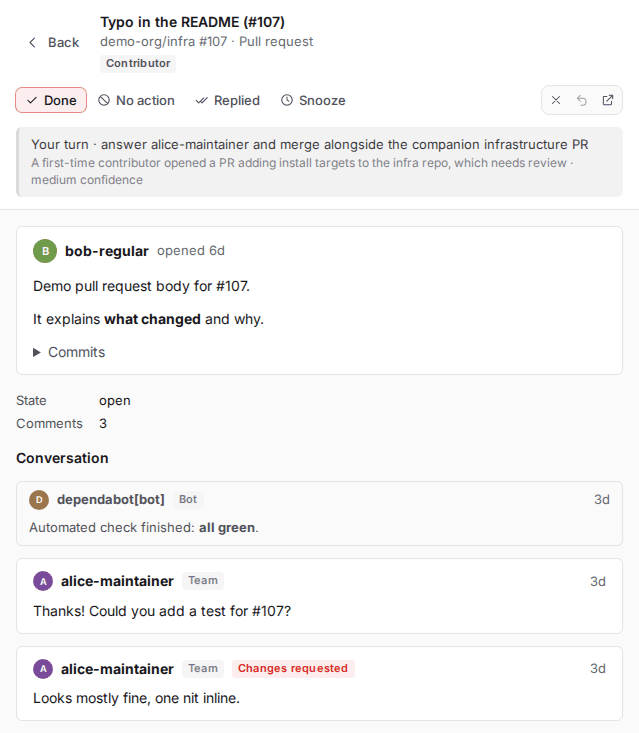 Typo in the README (#107)
Back
demo-org/infra #107 · Pull request
Contributor
Done
No action
Replied
Snooze
Your turn · answer alice-maintainer and merge alongside the companion infrastructure PR
A first-time contributor opened a PR adding install targets to the infra repo, which needs review ·
medium confidence
B
bob-regular opened 6d
Demo pull request body for #107.
It explains what changed and why.
Commits
State open
Comments 3
Conversation
D dependabot[bot] Bot 3d
Automated check finished: all green.
A alice-maintainer Team 3d
Thanks! Could you add a test for #107?
A alice-maintainer Team Changes requested 3d
Looks mostly fine, one nit inline.